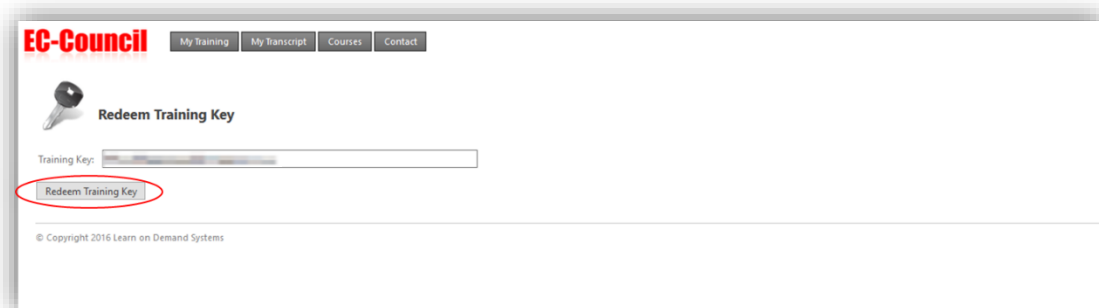 EC-Council My Training My Transcript Courses Contact
Redeem Training Key
Training Key:
Redeem Training Key
© Copyright 2016 Learn on Demand Systems